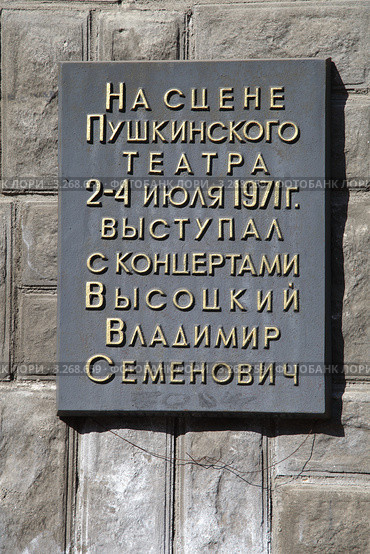 На сцене
Пушкинского
театра
2-4 июля 1971г.
выступал
с концертами
Высоцкий
Владимир
Семенович